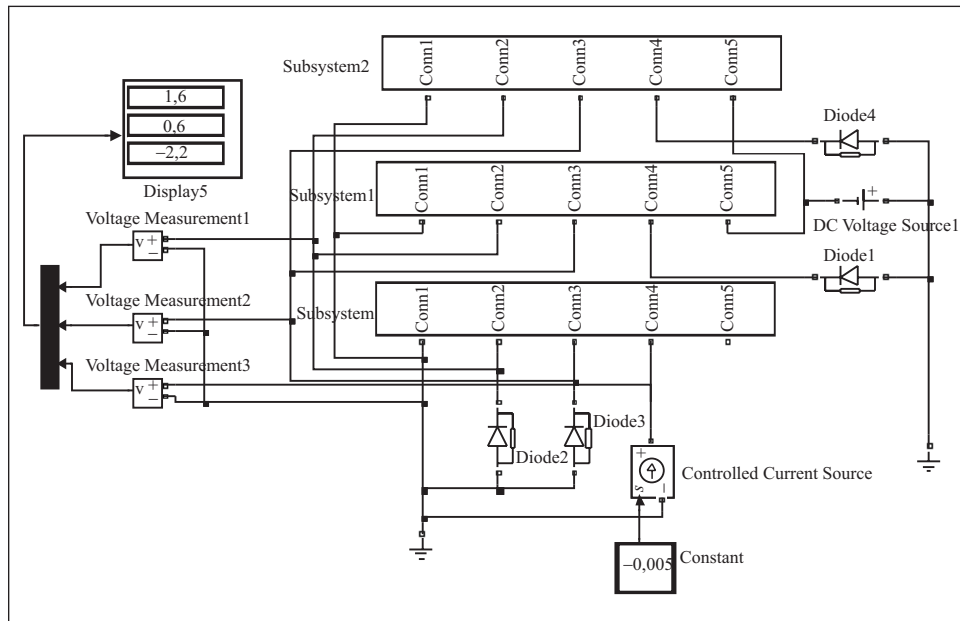 Subsystem2
Conn1
Conn2
Conn3
Conn4
Conn5
1,6
0,6
−2,2
Display5
Diode4
Subsystem1
Conn1
Conn2
Conn3
Conn4
Conn5
+
DC Voltage Source1
Voltage Measurement1
v + −
Diode1
Voltage Measurement2
v + −
Subsystem
Conn1
Conn2
Conn3
Conn4
Conn5
Voltage Measurement3
v + −
Diode2
Diode3
+
s −
Controlled Current Source
−0,005
Constant